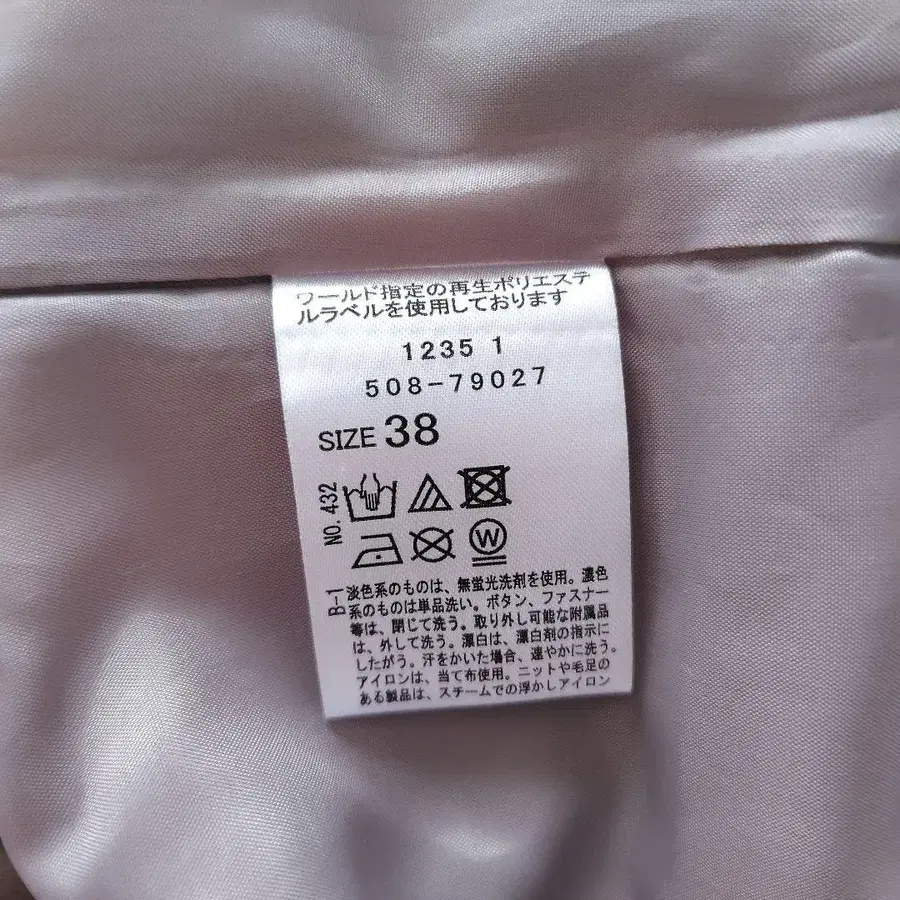 ワールド指定の再生ポリエステ
ルラベルを使用しております
1235 1
508-79027
SIZE 38
NO. 432
W
B-1
淡色系のものは、無蛍光洗剤を使用。濃色
系のものは単品洗い。ボタン、ファスナー
等は、閉じて洗う。取り外し可能な附属品
は、外して洗う。漂白は、漂白剤の指示に
したがう。汗をかいた場合、速やかに洗う。
アイロンは、当て布使用。ニットや毛足の
ある製品は、スチームでの浮かしアイロン